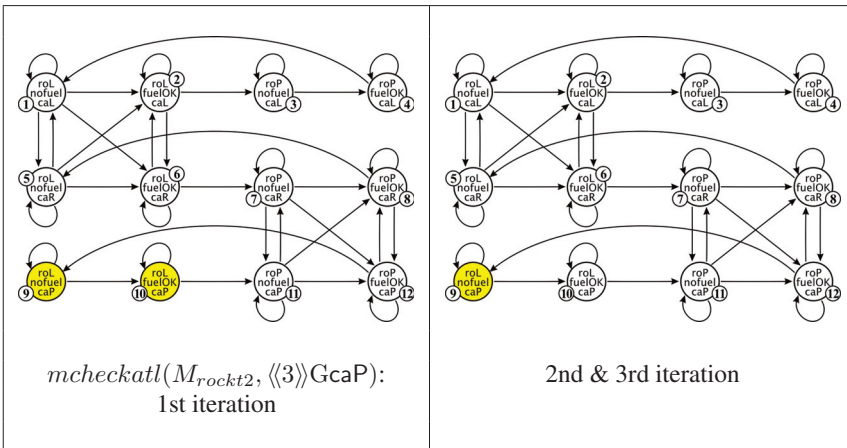 roL
nofuel
caL
1
roL
fuelOK
caL
2
roP
nofuel
caL
3
roP
fuelOK
caL
4
roL
nofuel
caR
5
roL
fuelOK
caR
6
roP
nofuel
caR
7
roP
fuelOK
caR
8
roL
nofuel
caP
9
roL
fuelOK
caP
10
roP
nofuel
caP
11
roP
fuelOK
caP
12
mcheckatl(M_rockt2, ⟨⟨3⟩⟩GcaP):
1st iteration
roL
nofuel
caL
1
roL
fuelOK
caL
2
roP
nofuel
caL
3
roP
fuelOK
caL
4
roL
nofuel
caR
5
roL
fuelOK
caR
6
roP
nofuel
caR
7
roP
fuelOK
caR
8
roL
nofuel
caP
9
roL
fuelOK
caP
10
roP
nofuel
caP
11
roP
fuelOK
caP
12
2nd & 3rd iteration